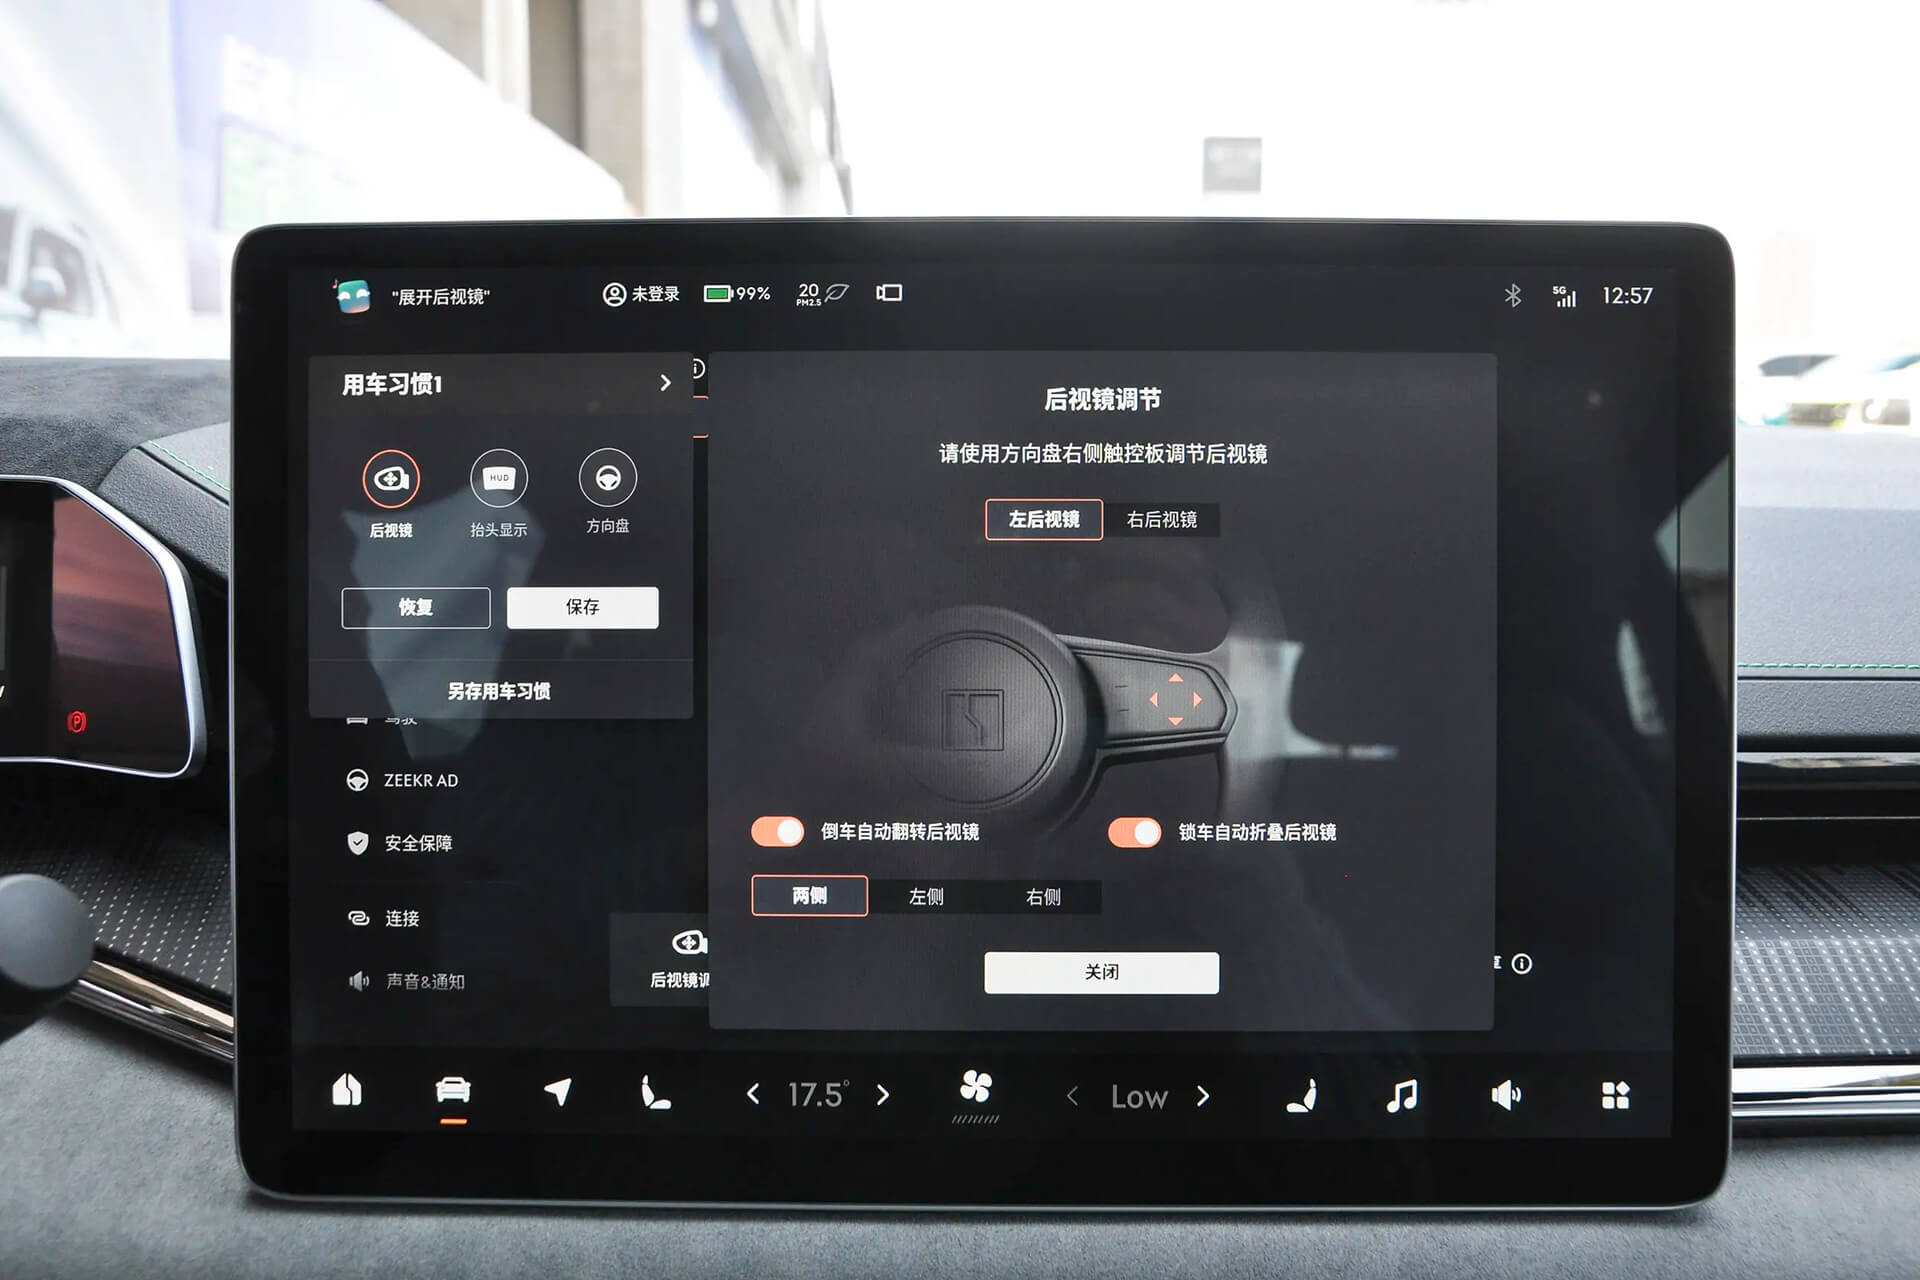 "展开后视镜"
未登录
99%
20
PM2.5
5G
12:57
用车习惯1
后视镜
HUD
抬头显示
方向盘
恢复
保存
另存用车习惯
驾驶
ZEEKR AD
安全保障
连接
声音&通知
后视镜调
后视镜调节
请使用方向盘右侧触控板调节后视镜
左后视镜
右后视镜
倒车自动翻转后视镜
锁车自动折叠后视镜
两侧
左侧
右侧
关闭
17.5°
Low
P